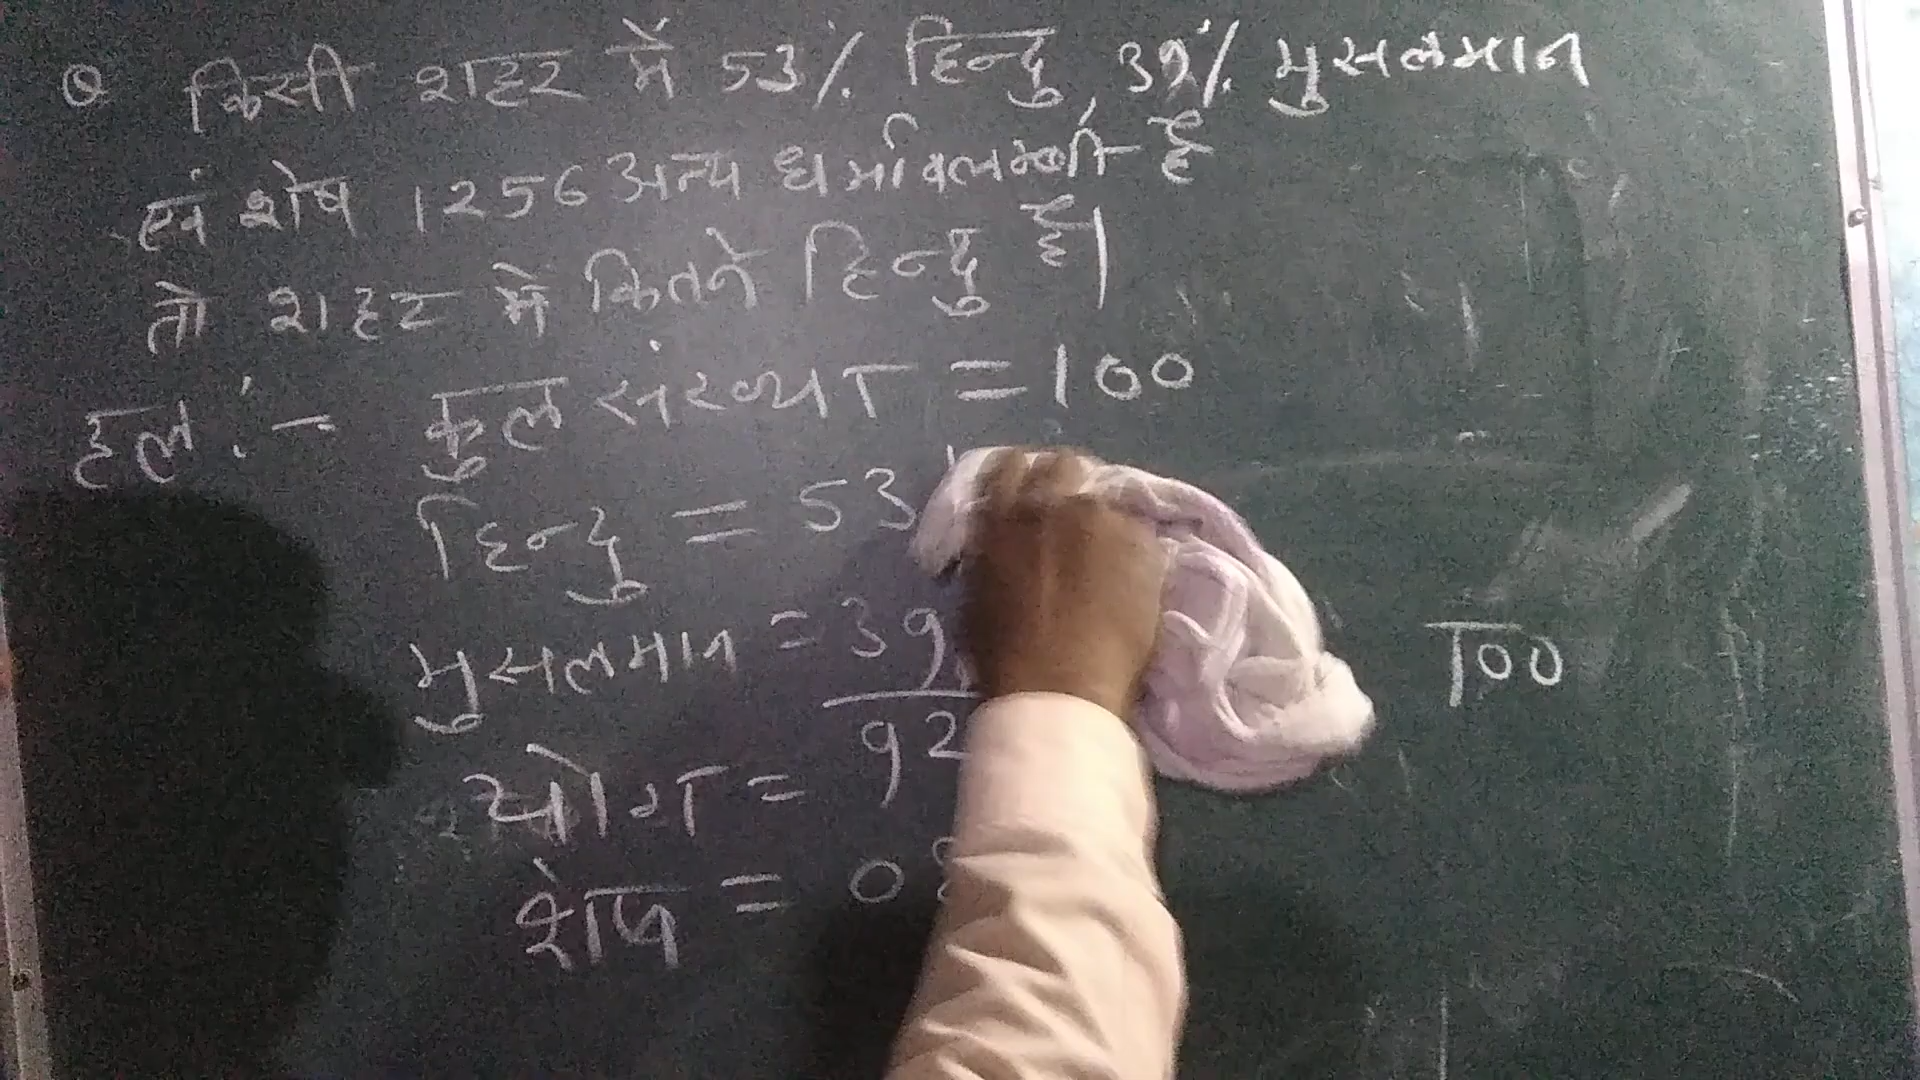 Q किसी शहर में 53% हिन्दु, 39% मुसलमान
एवं शेष 1256 अन्य धर्मावलम्बी है
तो शहर में कितने हिन्दु है।
हल :- कुल संख्या = 100
हिन्दु = 53
मुसलमान = 39
योग = 92
शेष = 0
100